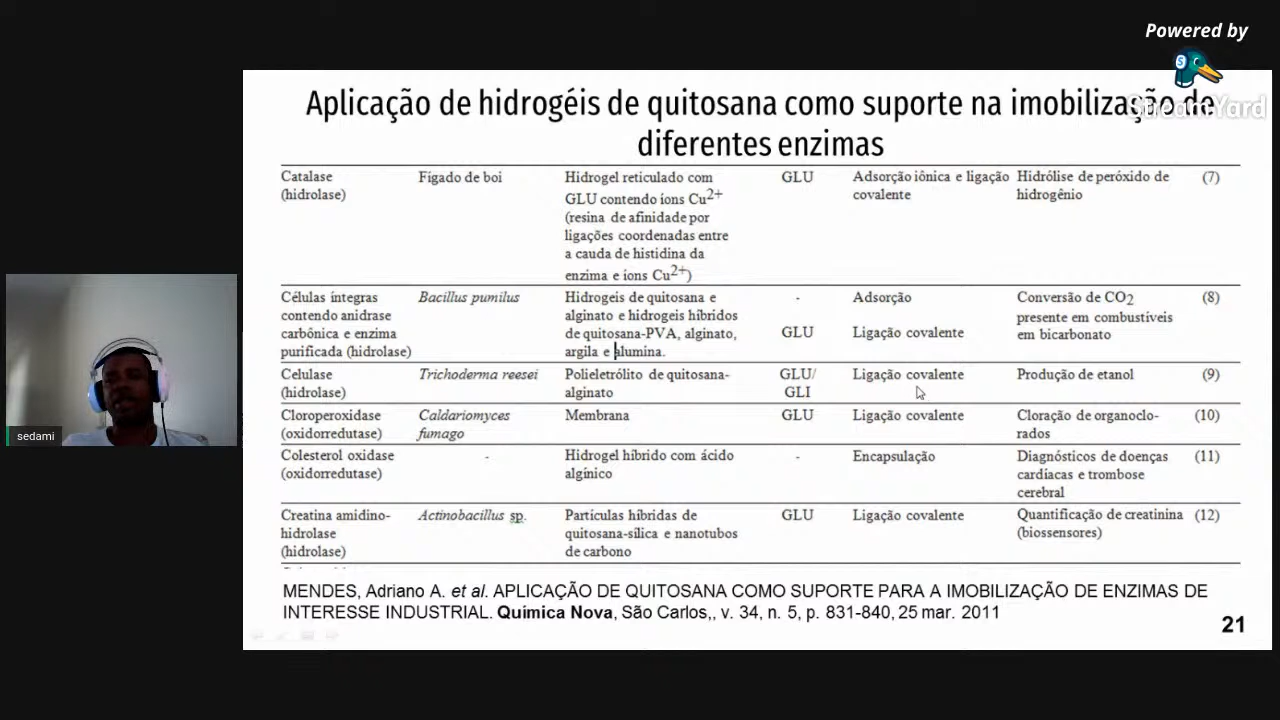 Powered by
StreamYard
Aplicação de hidrogéis de quitosana como suporte na imobilização de
diferentes enzimas
Catalase
(hidrolase)
Fígado de boi
Hidrogel reticulado com
GLU contendo íons Cu2+
(resina de afinidade por
ligações coordenadas entre
a cauda de histidina da
enzima e íons Cu2+)
GLU
Adsorção iônica e ligação
covalente
Hidrólise de peróxido de
hidrogênio
(7)
Células íntegras
contendo anidrase
carbônica e enzima
purificada (hidrolase)
Bacillus pumilus
Hidrogeis de quitosana e
alginato e hidrogeis híbridos
de quitosana-PVA, alginato,
argila e alumina.
-
GLU
Adsorção
Ligação covalente
Conversão de CO2
presente em combustíveis
em bicarbonato
(8)
Celulase
(hidrolase)
Trichoderma reesei
Polieletrólito de quitosana-
alginato
GLU/
GLI
Ligação covalente
Produção de etanol
(9)
Cloroperoxidase
(oxidorredutase)
Caldariomyces
fumago
Membrana
GLU
Ligação covalente
Cloração de organoclo-
rados
(10)
Colesterol oxidase
(oxidorredutase)
-
Hidrogel híbrido com ácido
algínico
-
Encapsulação
Diagnósticos de doenças
cardíacas e trombose
cerebral
(11)
Creatina amidino-
hidrolase
(hidrolase)
Actinobacillus sp.
Partículas híbridas de
quitosana-sílica e nanotubos
de carbono
GLU
Ligação covalente
Quantificação de creatinina
(biosensores)
(12)
MENDES, Adriano A. et al. APLICAÇÃO DE QUITOSANA COMO SUPORTE PARA A IMOBILIZAÇÃO DE ENZIMAS DE
INTERESSE INDUSTRIAL. Química Nova, São Carlos,, v. 34, n. 5, p. 831-840, 25 mar. 2011
21
sedami